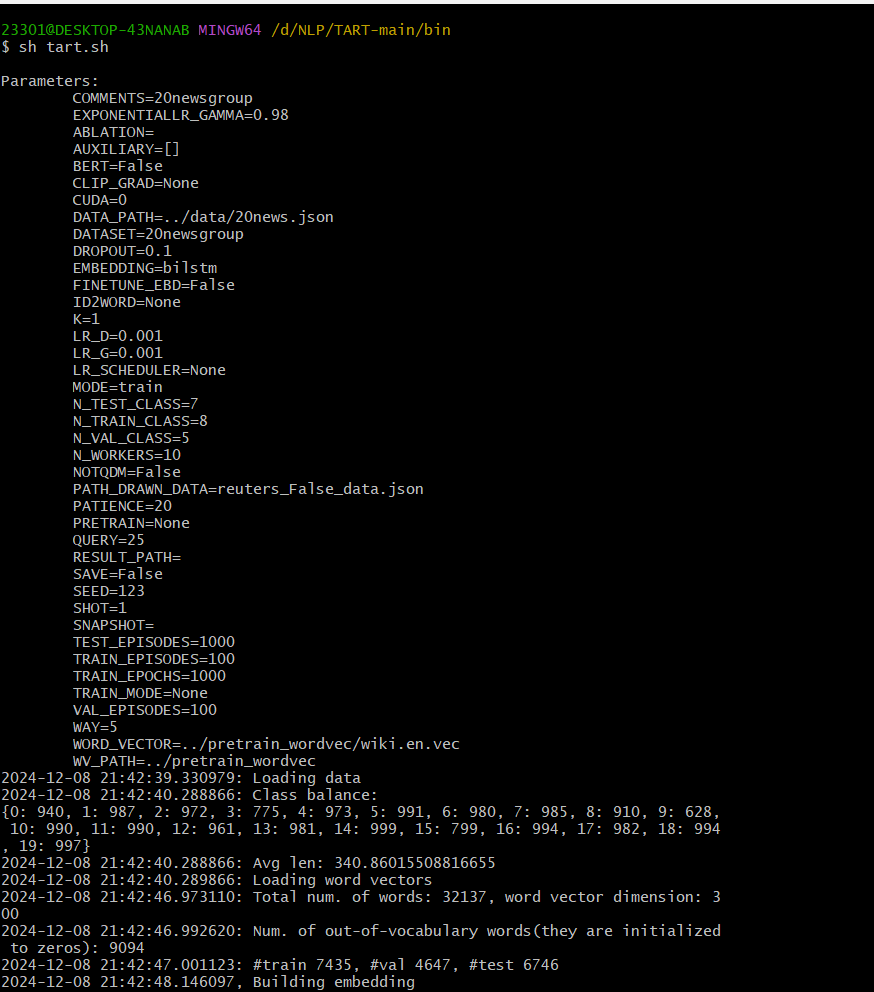 23301@DESKTOP-43NANAB MINGW64 /d/NLP/TART-main/bin
$ sh tart.sh
Parameters:
COMMENTS=20newsgroup
EXPONENTIALLR_GAMMA=0.98
ABLATION=
AUXILIARY=[]
BERT=False
CLIP_GRAD=None
CUDA=0
DATA_PATH=../data/20news.json
DATASET=20newsgroup
DROPOUT=0.1
EMBEDDING=bilstm
FINETUNE_EBD=False
ID2WORD=None
K=1
LR_D=0.001
LR_G=0.001
LR_SCHEDULER=None
MODE=train
N_TEST_CLASS=7
N_TRAIN_CLASS=8
N_VAL_CLASS=5
N_WORKERS=10
NOTQDM=False
PATH_DRAWN_DATA=reuters_False_data.json
PATIENCE=20
PRETRAIN=None
QUERY=25
RESULT_PATH=
SAVE=False
SEED=123
SHOT=1
SNAPSHOT=
TEST_EPISODES=1000
TRAIN_EPISODES=100
TRAIN_EPOCHS=1000
TRAIN_MODE=None
VAL_EPISODES=100
WAY=5
WORD_VECTOR=../pretrain_wordvec/wiki.en.vec
WV_PATH=../pretrain_wordvec
2024-12-08 21:42:39.330979: Loading data
2024-12-08 21:42:40.288866: Class balance:
{0: 940, 1: 987, 2: 972, 3: 775, 4: 973, 5: 991, 6: 980, 7: 985, 8: 910, 9: 628,
10: 990, 11: 990, 12: 961, 13: 981, 14: 999, 15: 799, 16: 994, 17: 982, 18: 994
, 19: 997}
2024-12-08 21:42:40.288866: Avg len: 340.86015508816655
2024-12-08 21:42:40.289866: Loading word vectors
2024-12-08 21:42:46.973110: Total num. of words: 32137, word vector dimension: 3
00
2024-12-08 21:42:46.992620: Num. of out-of-vocabulary words(they are initialized
to zeros): 9094
2024-12-08 21:42:47.001123: #train 7435, #val 4647, #test 6746
2024-12-08 21:42:48.146097, Building embedding